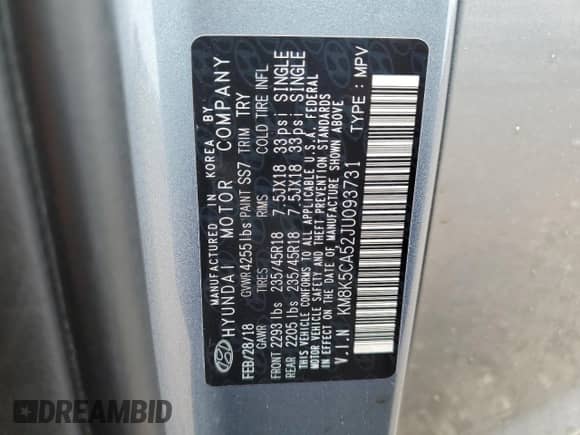 MANUFACTURED IN KOREA BY
HYUNDAI MOTOR COMPANY
FEB/28/18 GVWR 4255lbs PAINT SS7 TRIM TRY
GAWR TIRES RIMS COLD TIRE INFL
FRONT 2293 lbs 235/45R18 7.5JX18 33psi SINGLE
REAR 2205 lbs 235/45R18 7.5JX18 33psi SINGLE
THIS VEHICLE CONFORMS TO ALL APPLICABLE U.S.A. FEDERAL
MOTOR VEHICLE SAFETY AND THEFT PREVENTION STANDARDS
IN EFFECT ON THE DATE OF MANUFACTURE SHOWN ABOVE
V.I.N KM8K5CA52JU093731 TYPE : MPV
DREAMBID